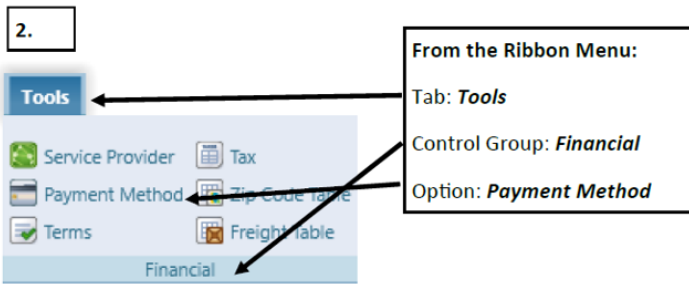 2.
From the Ribbon Menu:
Tools
Tab: Tools
Control Group: Financial
Service Provider
Tax
Payment Method
Zip Code Table
Option: Payment Method
Terms
Freight Table
Financial